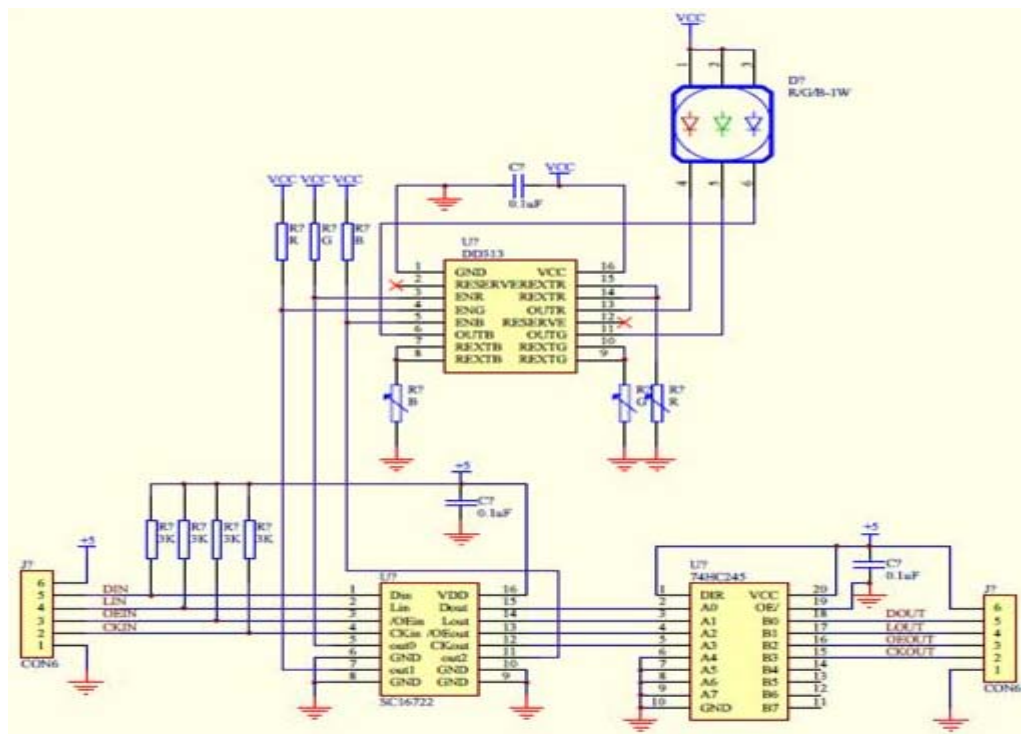 VCC
1 2 3
D?
R/G/B-1W
4 5 6
C?
VCC
0.1uF
VCC VCC VCC
R?
R
R?
G
R?
B
U?
DD313
1 GND VCC 16
2 RESERVE REXTR 15
3 ENR REXTR 14
4 ENG OUTR 13
5 ENB RESERVE 12
6 OUTB OUTG 11
7 REXTB REXTG 10
8 REXTB REXTG 9
R?
B
R?
G
R?
R
+5
C?
0.1uF
R?
3K
R?
3K
R?
3K
R?
3K
+5
J?
6
5 DIN
4 LIN
3 OEIN
2 CKIN
1
CON6
U?
1 Din VDD 16
2 Lin Dout 15
3 /OEin Lout 14
4 CKin /OEout 13
5 out0 CKout 12
6 GND out2 11
7 out1 GND 10
8 GND GND 9
SC16722
+5
C?
0.1uF
U?
74HC245
1 DIR VCC 20
2 A0 OE/ 19
3 A1 B0 18 DOUT
4 A2 B1 17 LOUT
5 A3 B2 16 OEOUT
6 A4 B3 15 CKOUT
7 A5 B4 14
8 A6 B5 13
9 A7 B6 12
10 GND B7 11
J?
6
5
4
3
2
1
CON6